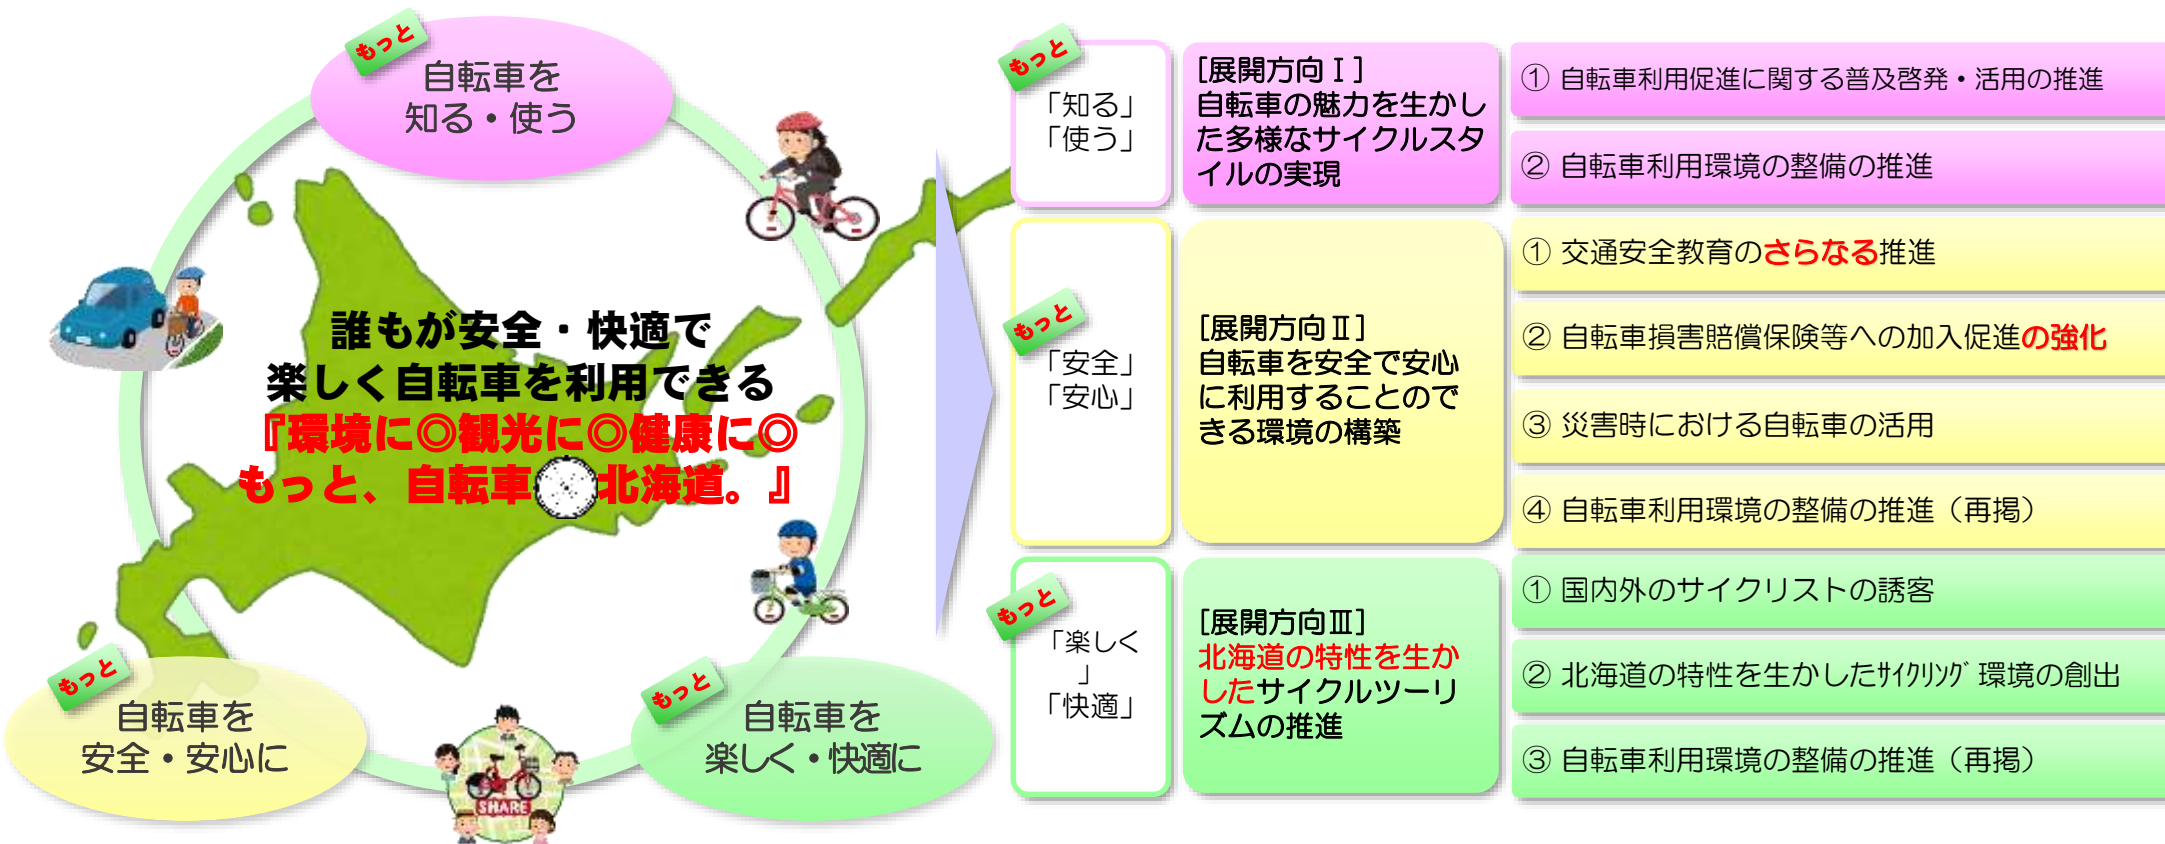 もっと
自転車を
知る・使う
誰もが安全・快適で
楽しく自転車を利用できる
『環境に◎観光に◎健康に◎
もっと、自転車 北海道。』
もっと
自転車を
安全・安心に
SHARE
もっと
自転車を
楽しく・快適に
もっと
「知る」
「使う」
[展開方向Ⅰ]
自転車の魅力を生かし
た多様なサイクルスタ
イルの実現
① 自転車利用促進に関する普及啓発・活用の推進
② 自転車利用環境の整備の推進
もっと
「安全」
「安心」
[展開方向Ⅱ]
自転車を安全で安心
に利用することので
きる環境の構築
① 交通安全教育のさらなる推進
② 自転車損害賠償保険等への加入促進の強化
③ 災害時における自転車の活用
④ 自転車利用環境の整備の推進（再掲）
もっと
「楽しく
」
「快適」
[展開方向Ⅲ]
北海道の特性を生か
したサイクルツーリ
ズムの推進
① 国内外のサイクリストの誘客
② 北海道の特性を生かしたｻｲｸﾘﾝｸﾞ環境の創出
③ 自転車利用環境の整備の推進（再掲）